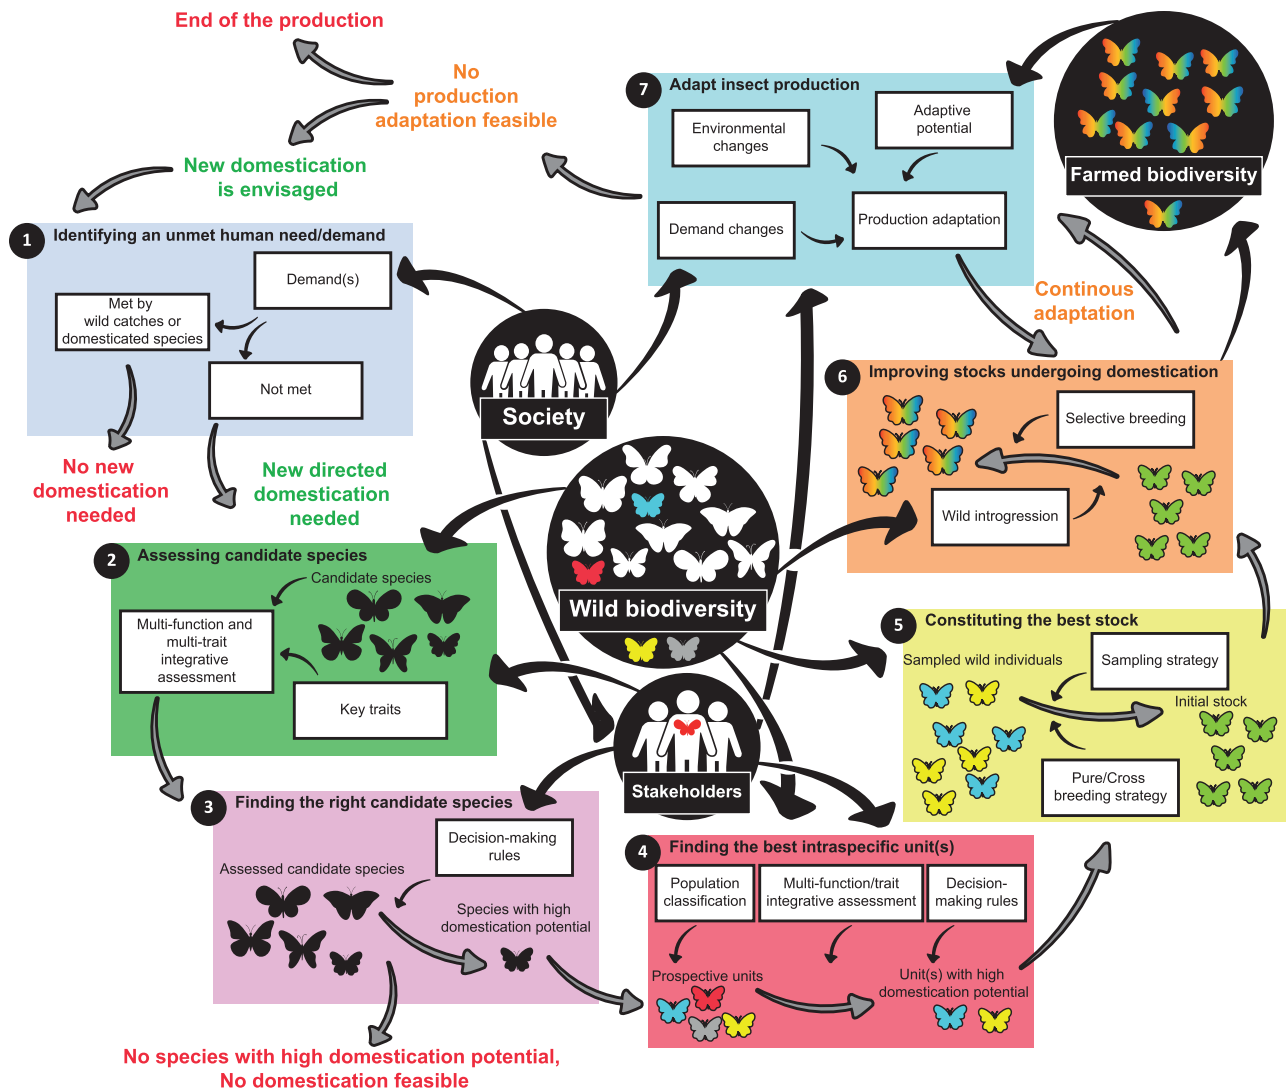 End of the production
No
production
adaptation feasible
New domestication
is envisaged
7
Adapt insect production
Environmental
changes
Adaptive
potential
Demand changes
Production adaptation
Farmed biodiversity
Continous
adaptation
1
Identifying an unmet human need/demand
Demand(s)
Met by
wild catches or
domesticated species
Not met
No new
domestication
needed
New directed
domestication
needed
Society
Wild biodiversity
Stakeholders
6
Improving stocks undergoing domestication
Selective breeding
Wild introgression
2
Assessing candidate species
Candidate species
Multi-function and
multi-trait
integrative
assessment
Key traits
5
Constituting the best stock
Sampled wild individuals
Sampling strategy
Initial stock
Pure/Cross
breeding strategy
3
Finding the right candidate species
Decision-making
rules
Assessed candidate species
Species with high
domestication potential
No species with high domestication potential,
No domestication feasible
4
Finding the best intraspecific unit(s)
Population
classification
Multi-function/trait
integrative assessment
Decision-
making rules
Prospective units
Unit(s) with high
domestication potential